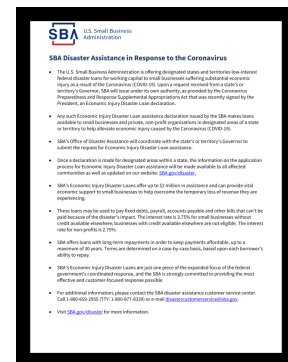 SBA
U.S. Small Business
Administration
SBA Disaster Assistance in Response to the Coronavirus
• The U.S. Small Business Administration is offering designated states and territories low-interest
federal disaster loans for working capital to small businesses suffering substantial economic
injury as a result of the Coronavirus (COVID-19). Upon a request received from a state's or
territory's Governor, SBA will issue under its own authority, as provided by the Coronavirus
Preparedness and Response Supplemental Appropriations Act that was recently signed by the
President, an Economic Injury Disaster Loan declaration.
• Any such Economic Injury Disaster Loan assistance declaration issued by the SBA makes loans
available to small businesses and private, non-profit organizations in designated areas of a state
or territory to help alleviate economic injury caused by the Coronavirus (COVID-19).
• SBA's Office of Disaster Assistance will coordinate with the state's or territory's Governor to
submit the request for Economic Injury Disaster Loan assistance.
• Once a declaration is made for designated areas within a state, the information on the application
process for Economic Injury Disaster Loan assistance will be made available to all affected
communities as well as updated on our website: SBA.gov/disaster.
• SBA's Economic Injury Disaster Loans offer up to $2 million in assistance and can provide vital
economic support to small businesses to help overcome the temporary loss of revenue they are
experiencing.
• These loans may be used to pay fixed debts, payroll, accounts payable and other bills that can't be
paid because of the disaster's impact. The interest rate is 3.75% for small businesses without
credit available elsewhere; businesses with credit available elsewhere are not eligible. The interest
rate for non-profits is 2.75%.
• SBA offers loans with long-term repayments in order to keep payments affordable, up to a
maximum of 30 years. Terms are determined on a case-by-case basis, based upon each borrower's
ability to repay.
• SBA's Economic Injury Disaster Loans are just one piece of the expanded focus of the federal
government's coordinated response, and the SBA is strongly committed to providing the most
effective and customer-focused response possible.
• For additional information, please contact the SBA disaster assistance customer service center.
Call 1-800-659-2955 (TTY: 1-800-877-8339) or e-mail disastercustomerservice@sba.gov.
• Visit SBA.gov/disaster for more information.